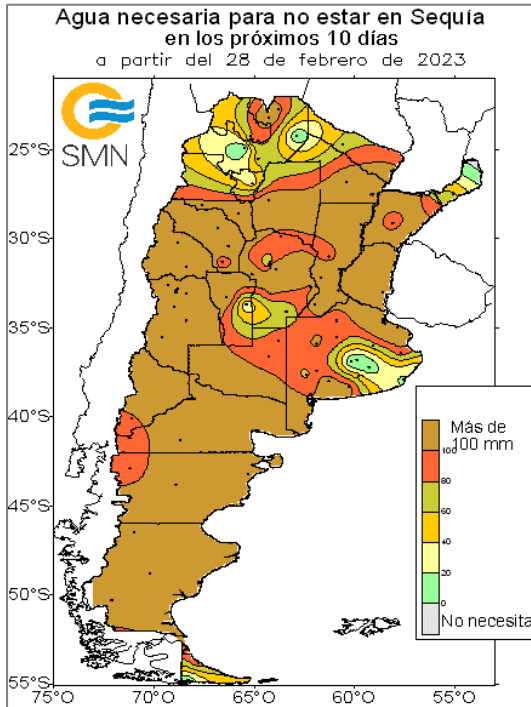 Agua necesaria para no estar en Sequía
en los próximos 10 días
a partir del 28 de febrero de 2023
SMN
25°S
30°S
35°S
40°S
45°S
50°S
55°S
75°O
70°O
65°O
60°O
55°O
Más de
100 mm
100
80
60
40
20
0
No necesita